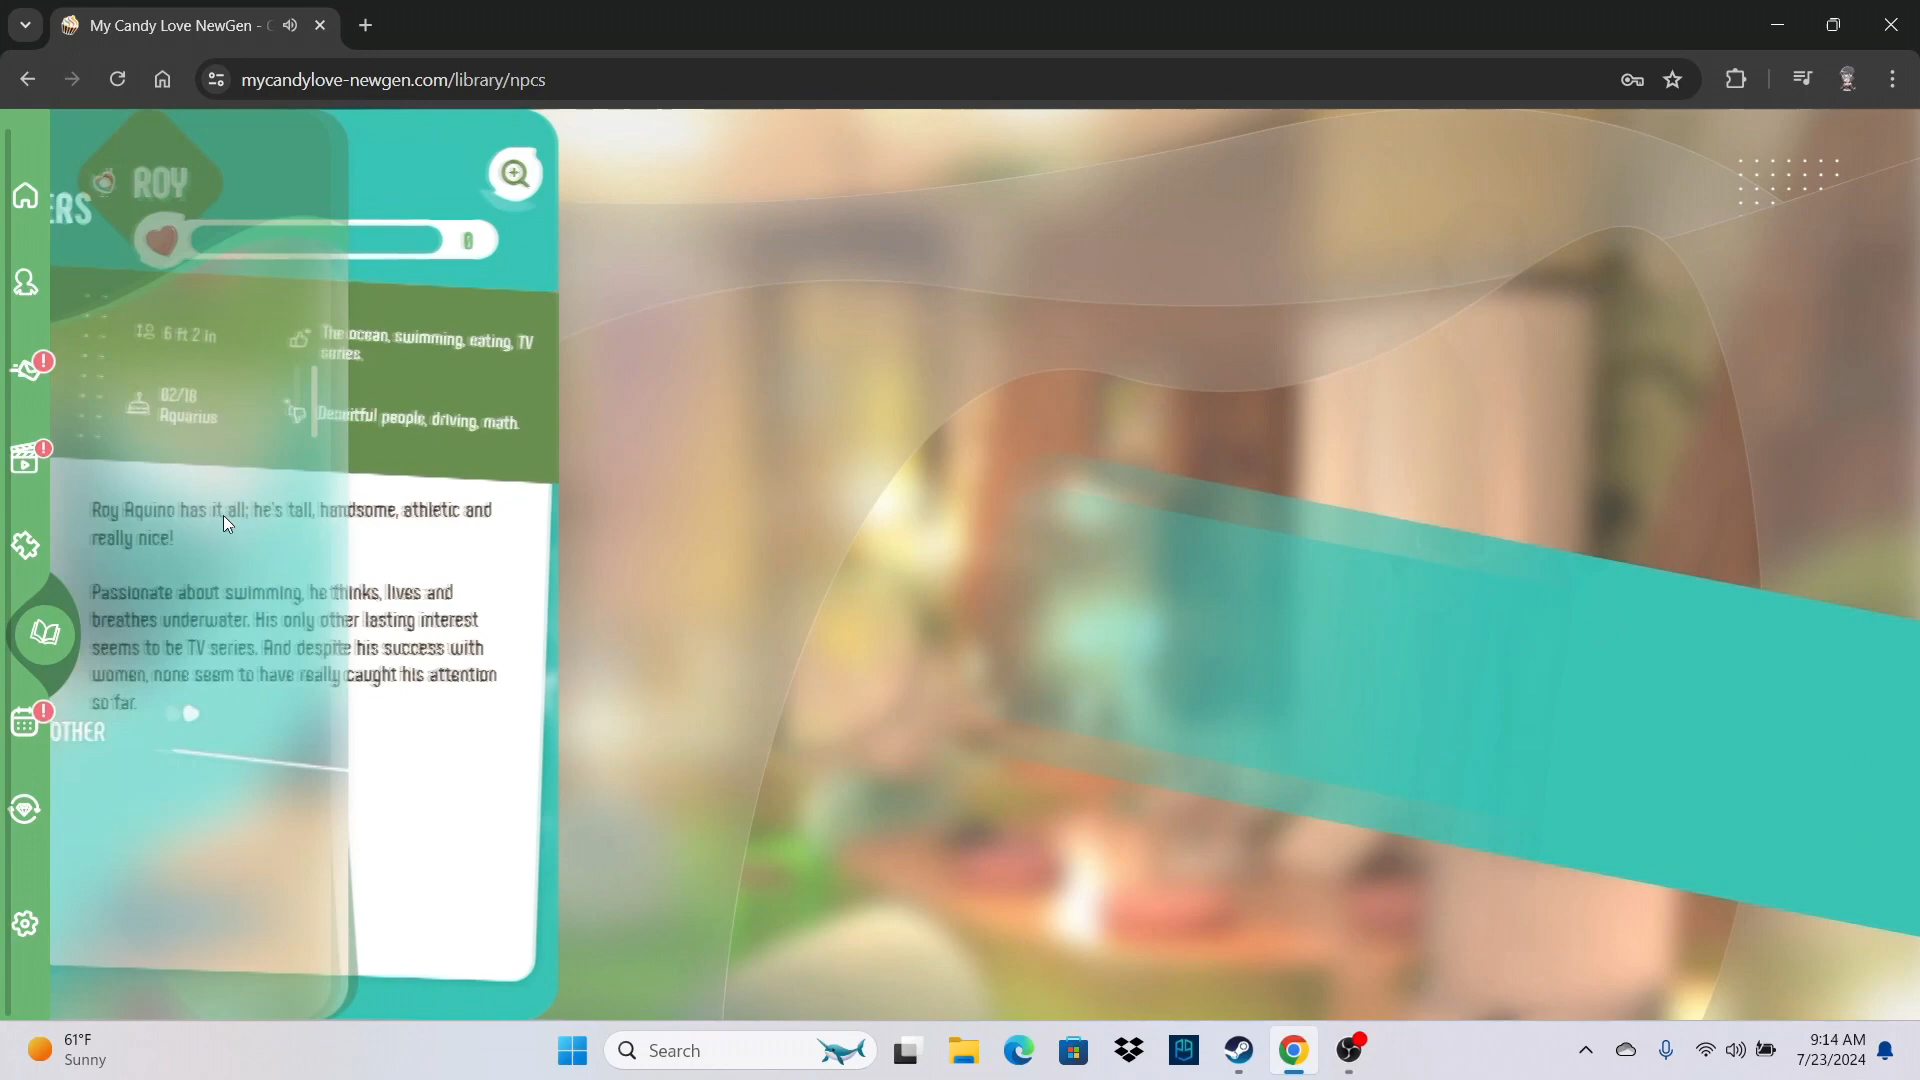 My Candy Love NewGen -
mycandylove-newgen.com/library/npcs
ERS
ROY
0
6 ft 2 in
The ocean, swimming, eating, TV
series.
02/18
Aquarius
Deceitful people, driving, math.
Roy Aquino has it all; he's tall, handsome, athletic and
really nice!
Passionate about swimming, he thinks, lives and
breathes underwater. His only other lasting interest
seems to be TV series. And despite his success with
women, none seem to have really caught his attention
so far.
OTHER
61°F
Sunny
Search
9:14 AM
7/23/2024